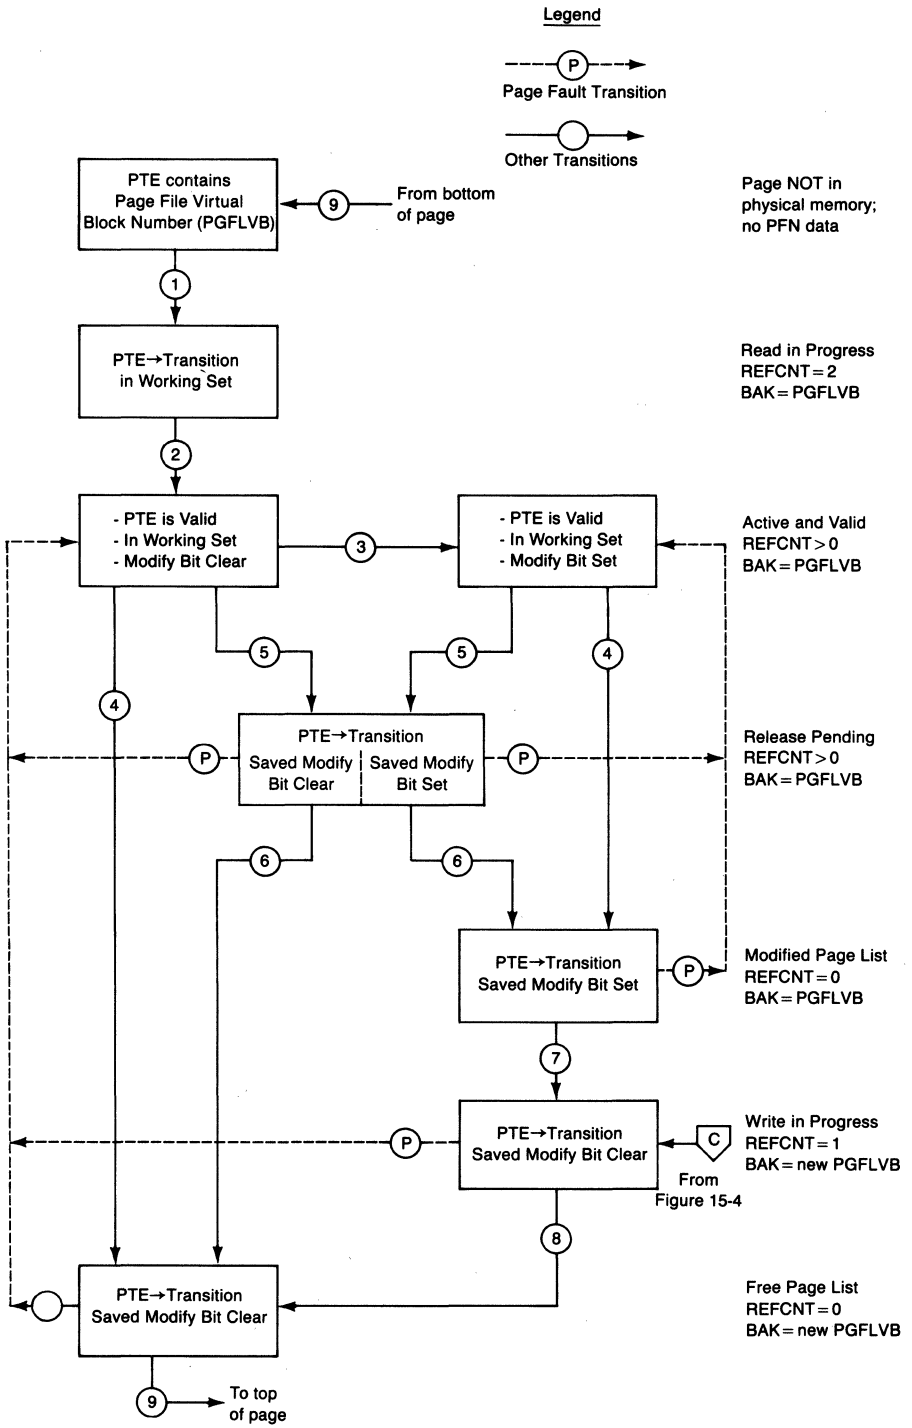 Legend
P
Page Fault Transition
Other Transitions
PTE contains
Page File Virtual
Block Number (PGFLVB)
9
From bottom
of page
Page NOT in
physical memory;
no PFN data
1
PTE→Transition
in Working Set
Read in Progress
REFCNT=2
BAK=PGFLVB
2
- PTE is Valid
- In Working Set
- Modify Bit Clear
3
- PTE is Valid
- In Working Set
- Modify Bit Set
Active and Valid
REFCNT>0
BAK=PGFLVB
5
5
4
4
PTE→Transition
Saved Modify
Bit Clear
Saved Modify
Bit Set
P
P
Release Pending
REFCNT>0
BAK=PGFLVB
6
6
PTE→Transition
Saved Modify Bit Set
P
Modified Page List
REFCNT=0
BAK=PGFLVB
7
P
PTE→Transition
Saved Modify Bit Clear
C
From
Figure 15-4
Write in Progress
REFCNT=1
BAK=new PGFLVB
8
PTE→Transition
Saved Modify Bit Clear
Free Page List
REFCNT=0
BAK=new PGFLVB
9
To top
of page